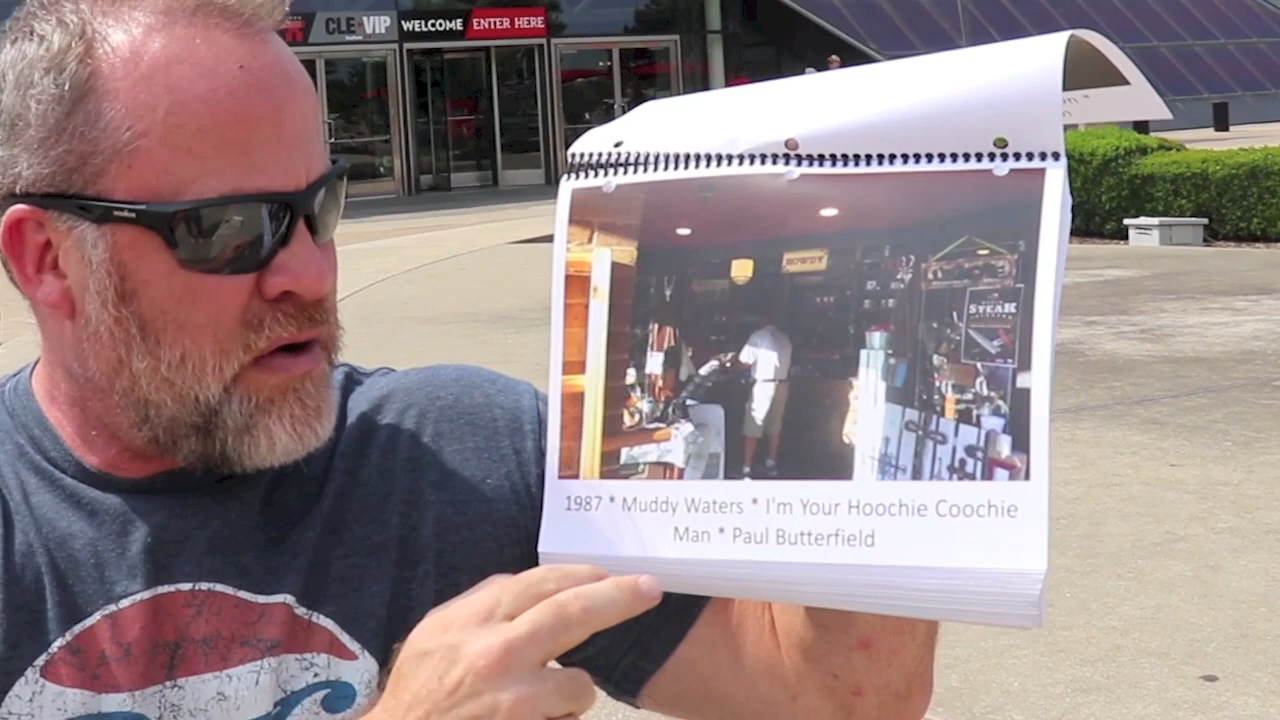 CLE★VIP
WELCOME ENTER HERE
HOWDY
STEAK
1987 * Muddy Waters * I'm Your Hoochie Coochie
Man * Paul Butterfield